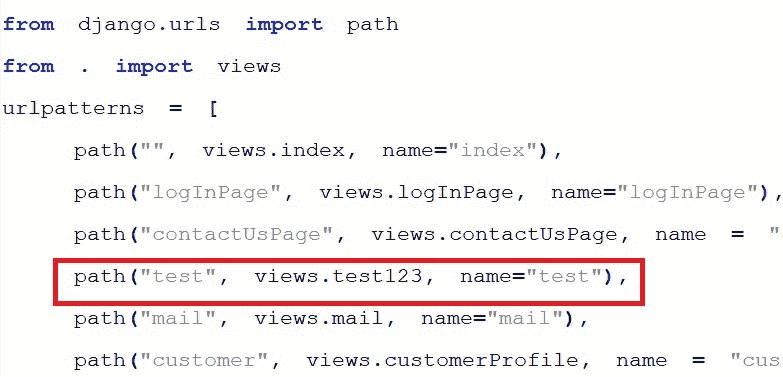 from django.urls import path
from . import views
urlpatterns = [
path("", views.index, name="index"),
path("logInPage", views.logInPage, name="logInPage"),
path("contactUsPage", views.contactUsPage, name = "
path("test", views.test123, name="test"),
path("mail", views.mail, name="mail"),
path("customer", views.customerProfile, name = "cus